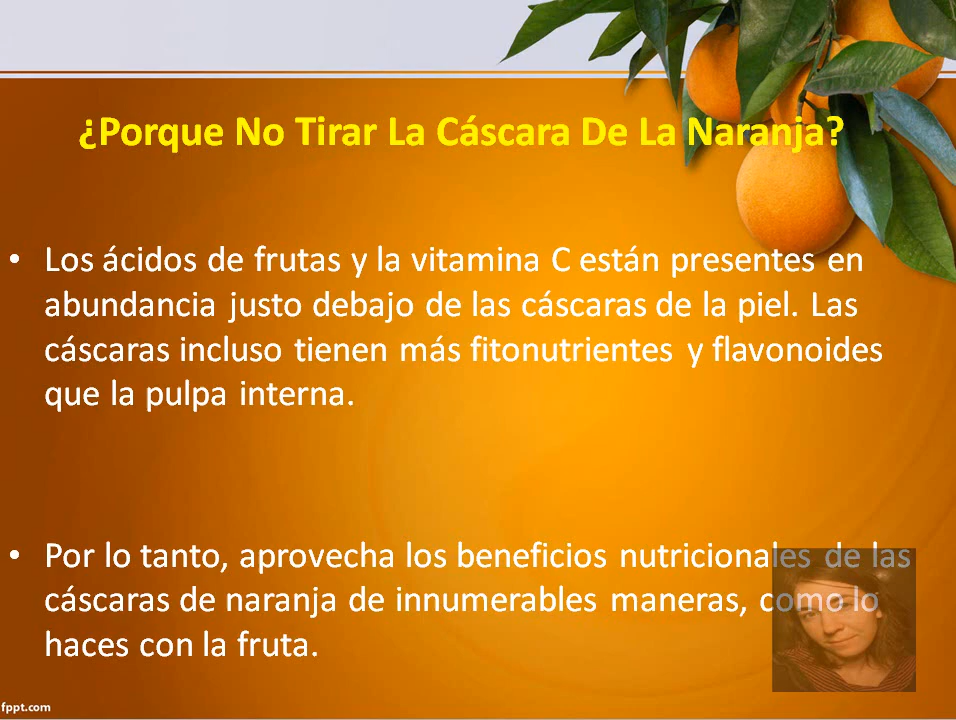 ¿Porque No Tirar La Cáscara De La Naranja?
• Los ácidos de frutas y la vitamina C están presentes en
abundancia justo debajo de las cáscaras de la piel. Las
cáscaras incluso tienen más fitonutrientes y flavonoides
que la pulpa interna.
• Por lo tanto, aprovecha los beneficios nutricionales de las
cáscaras de naranja de innumerables maneras, como lo
haces con la fruta.
fppt.com